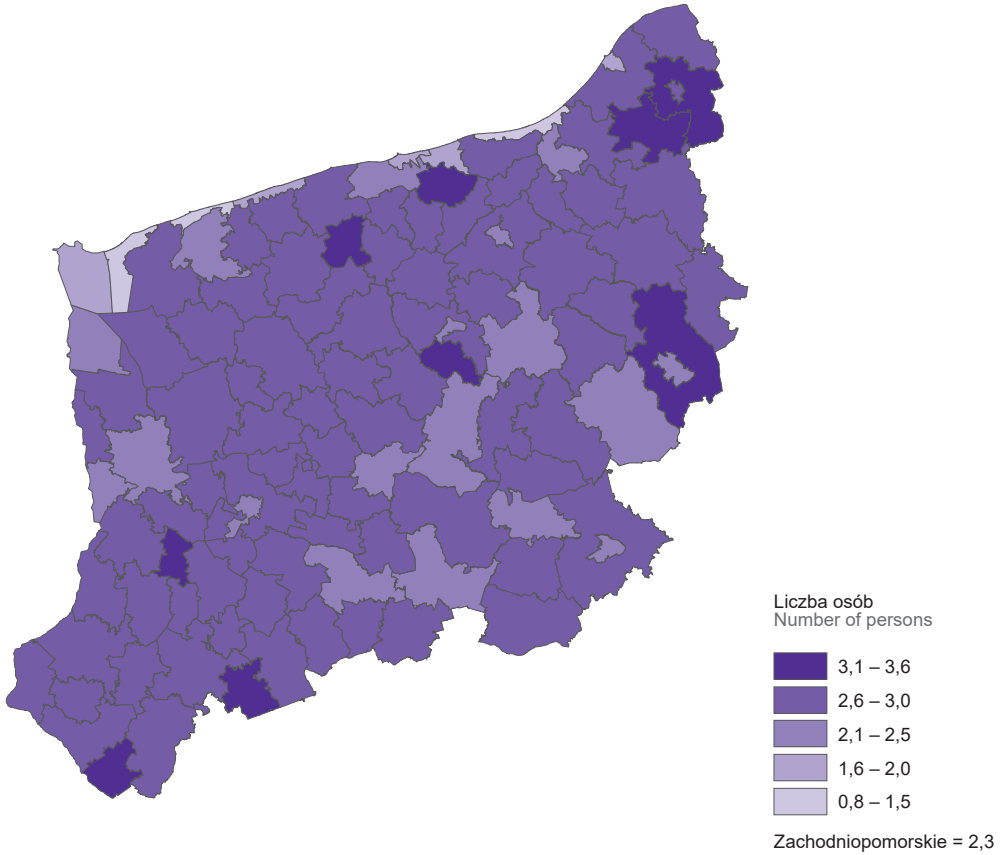 Liczba osób
Number of persons
3,1 – 3,6
2,6 – 3,0
2,1 – 2,5
1,6 – 2,0
0,8 – 1,5
Zachodniopomorskie = 2,3